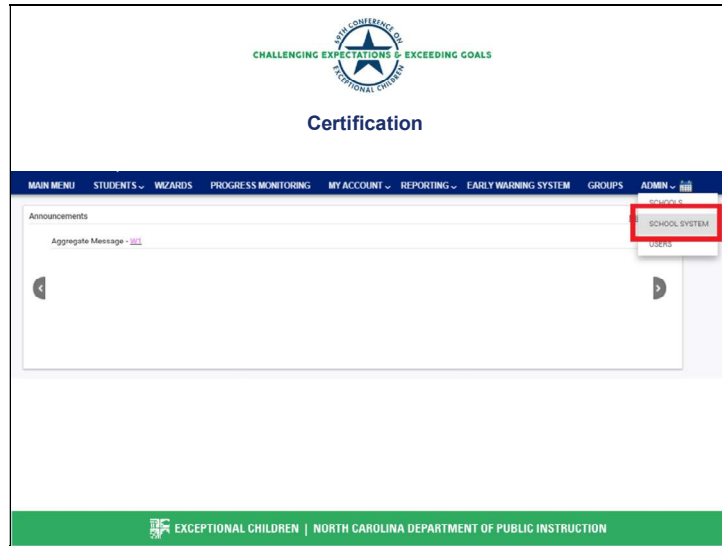 69TH CONFERENCE ON
CHALLENGING EXPECTATIONS & EXCEEDING GOALS
EXCEPTIONAL CHILDREN
Certification
MAIN MENU STUDENTS WIZARDS PROGRESS MONITORING MY ACCOUNT REPORTING EARLY WARNING SYSTEM GROUPS ADMIN
SCHOOLS
Announcements
SCHOOL SYSTEM
Aggregate Message - W1
USERS
EXCEPTIONAL CHILDREN | NORTH CAROLINA DEPARTMENT OF PUBLIC INSTRUCTION